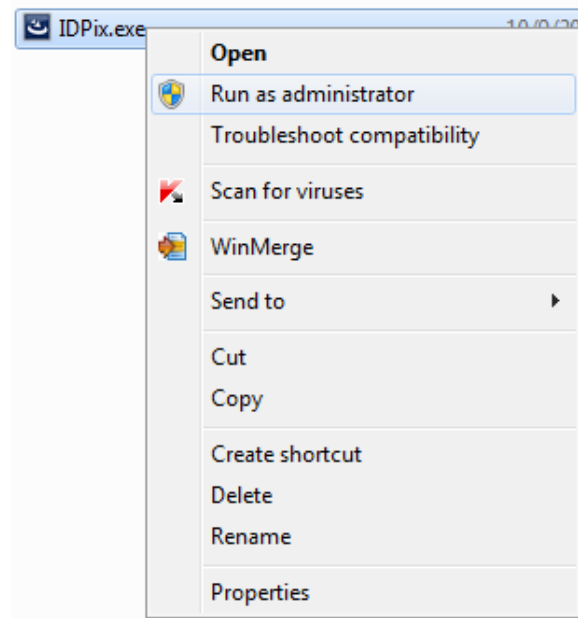 IDPix.exe
Open
Run as administrator
Troubleshoot compatibility
Scan for viruses
WinMerge
Send to
Cut
Copy
Create shortcut
Delete
Rename
Properties